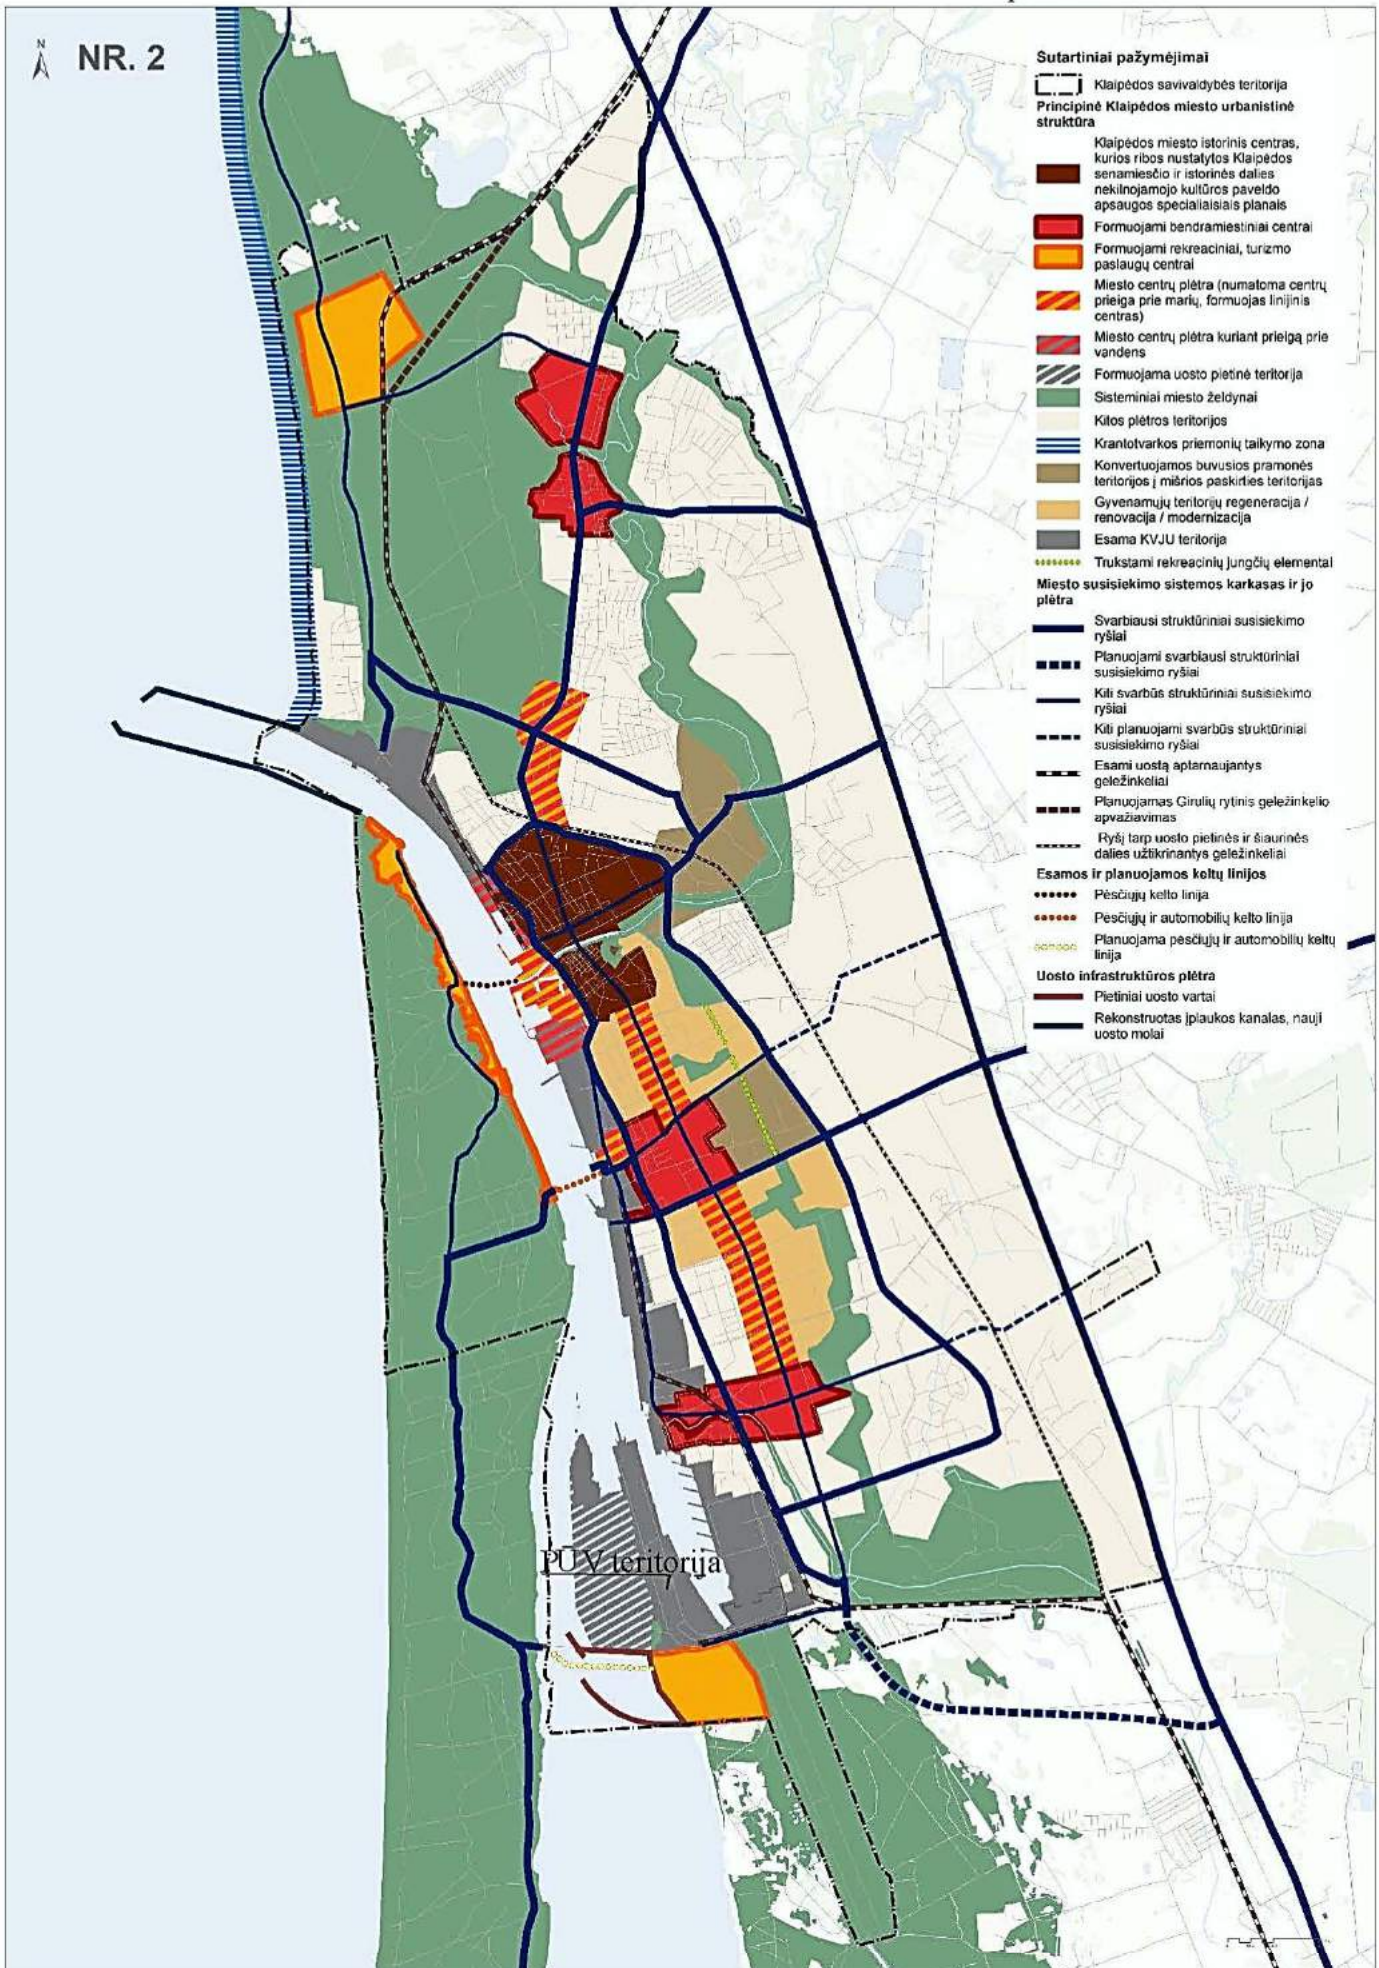 N
NR. 2
Sutartiniai pažymėjimai
Klaipėdos savivaldybės teritorija
Principinė Klaipėdos miesto urbanistinė
struktūra
Klaipėdos miesto istorinis centras,
kurios ribos nustatytos Klaipėdos
senamiesčio ir istorinės dalies
nekilnojamojo kultūros paveldo
apsaugos specialiaisiais planais
Formuojami bendramiestiniai centrai
Formuojami rekreaciniai, turizmo
paslaugų centrai
Miesto centrų plėtra (numatoma centrų
prieiga prie marių, formuojas linijinis
centras)
Miesto centrų plėtra kuriant prieigą prie
vandens
Formuojama uosto pietinė teritorija
Sisteminiai miesto želdynai
Kitos plėtros teritorijos
Krantotvarkos priemonių taikymo zona
Konvertuojamos buvusios pramonės
teritorijos į mišrios paskirties teritorijas
Gyvenamųjų teritorijų regeneracija /
renovacija / modernizacija
Esama KVJU teritorija
Trukstami rekreacinių jungčių elementai
Miesto susisiekimo sistemos karkasas ir jo
plėtra
Svarbiausi struktūriniai susisiekimo
ryšiai
Planuojami svarbiausi struktūriniai
susisiekimo ryšiai
Kiti svarbūs struktūriniai susisiekimo
ryšiai
Kiti planuojami svarbūs struktūriniai
susisiekimo ryšiai
Esami uostą aptarnaujantys
geležinkeliai
Planuojamas Girulių rytinis geležinkelio
apvažiavimas
Ryšį tarp uosto pietinės ir šiaurinės
dalies užtikrinantys geležinkeliai
Esamos ir planuojamos keltų linijos
Pėsčiųjų kelto linija
Pėsčiųjų ir automobilių kelto linija
Planuojama pėsčiųjų ir automobilių keltų
linija
Uosto infrastruktūros plėtra
Pietiniai uosto vartai
Rekonstruotas įplaukos kanalas, nauji
uosto molai
PŪV teritorija